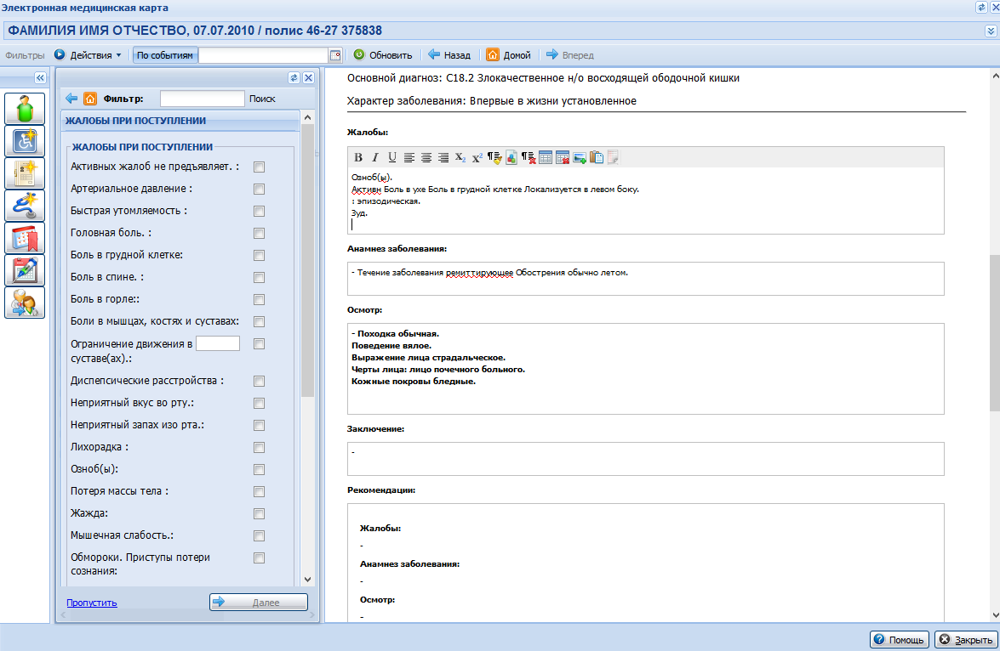 Электронная медицинская карта
ФАМИЛИЯ ИМЯ ОТЧЕСТВО, 07.07.2010 / полис 46-27 375838
Фильтры Действия По событиям Обновить Назад Домой Вперед
Фильтр: Поиск
ЖАЛОБЫ ПРИ ПОСТУПЛЕНИИ
ЖАЛОБЫ ПРИ ПОСТУПЛЕНИИ
Активных жалоб не предъявляет. :
Артериальное давление :
Быстрая утомляемость :
Головная боль. :
Боль в грудной клетке:
Боль в спине. :
Боль в горле::
Боли в мышцах, костях и суставах:
Ограничение движения в
суставе(ах).:
Диспепсические расстройства :
Неприятный вкус во рту.:
Неприятный запах изо рта.:
Лихорадка :
Озноб(ы):
Потеря массы тела :
Жажда:
Мышечная слабость.:
Обмороки. Приступы потери
сознания:
Пропустить Далее
Основной диагноз: C18.2 Злокачественное н/о восходящей ободочной кишки
Характер заболевания: Впервые в жизни установленное
Жалобы:
B I U X₂ X²
Озноб(ы).
Активн Боль в ухе Боль в грудной клетке Локализуется в левом боку.
: эпизодическая.
Зуд.
Анамнез заболевания:
- Течение заболевания ремиттирующее Обострения обычно летом.
Осмотр:
- Походка обычная.
Поведение вялое.
Выражение лица страдальческое.
Черты лица: лицо почечного больного.
Кожные покровы бледные.
Заключение:
-
Рекомендации:
Жалобы:
-
Анамнез заболевания:
-
Осмотр:
-
Помощь Закрыть